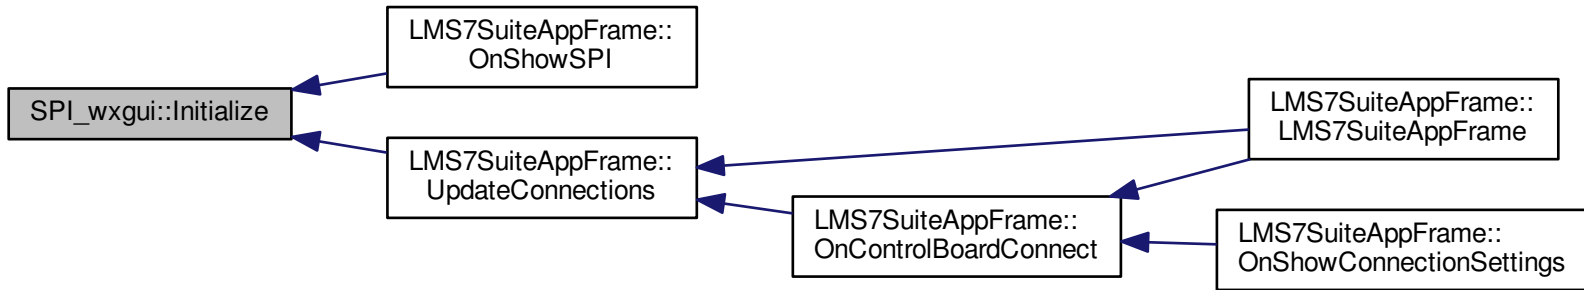 SPI_wxgui::Initialize
LMS7SuiteAppFrame::
OnShowSPI
LMS7SuiteAppFrame::
UpdateConnections
LMS7SuiteAppFrame::
OnControlBoardConnect
LMS7SuiteAppFrame::
LMS7SuiteAppFrame
LMS7SuiteAppFrame::
OnShowConnectionSettings